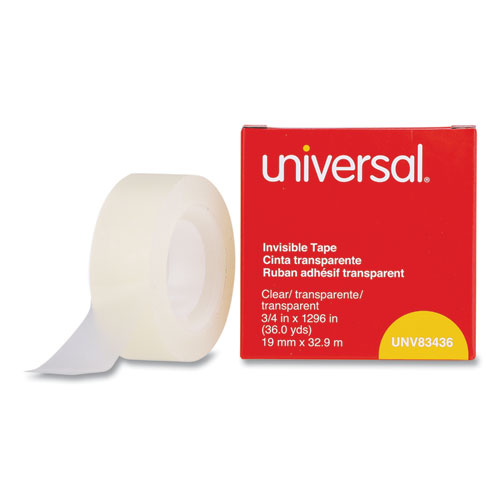 universal®
Invisible Tape
Cinta transparente
Ruban adhésif transparent
Clear/ transparente/
transparent
3/4 in x 1296 in
(36.0 yds)
19 mm x 32.9 m
UNV83436